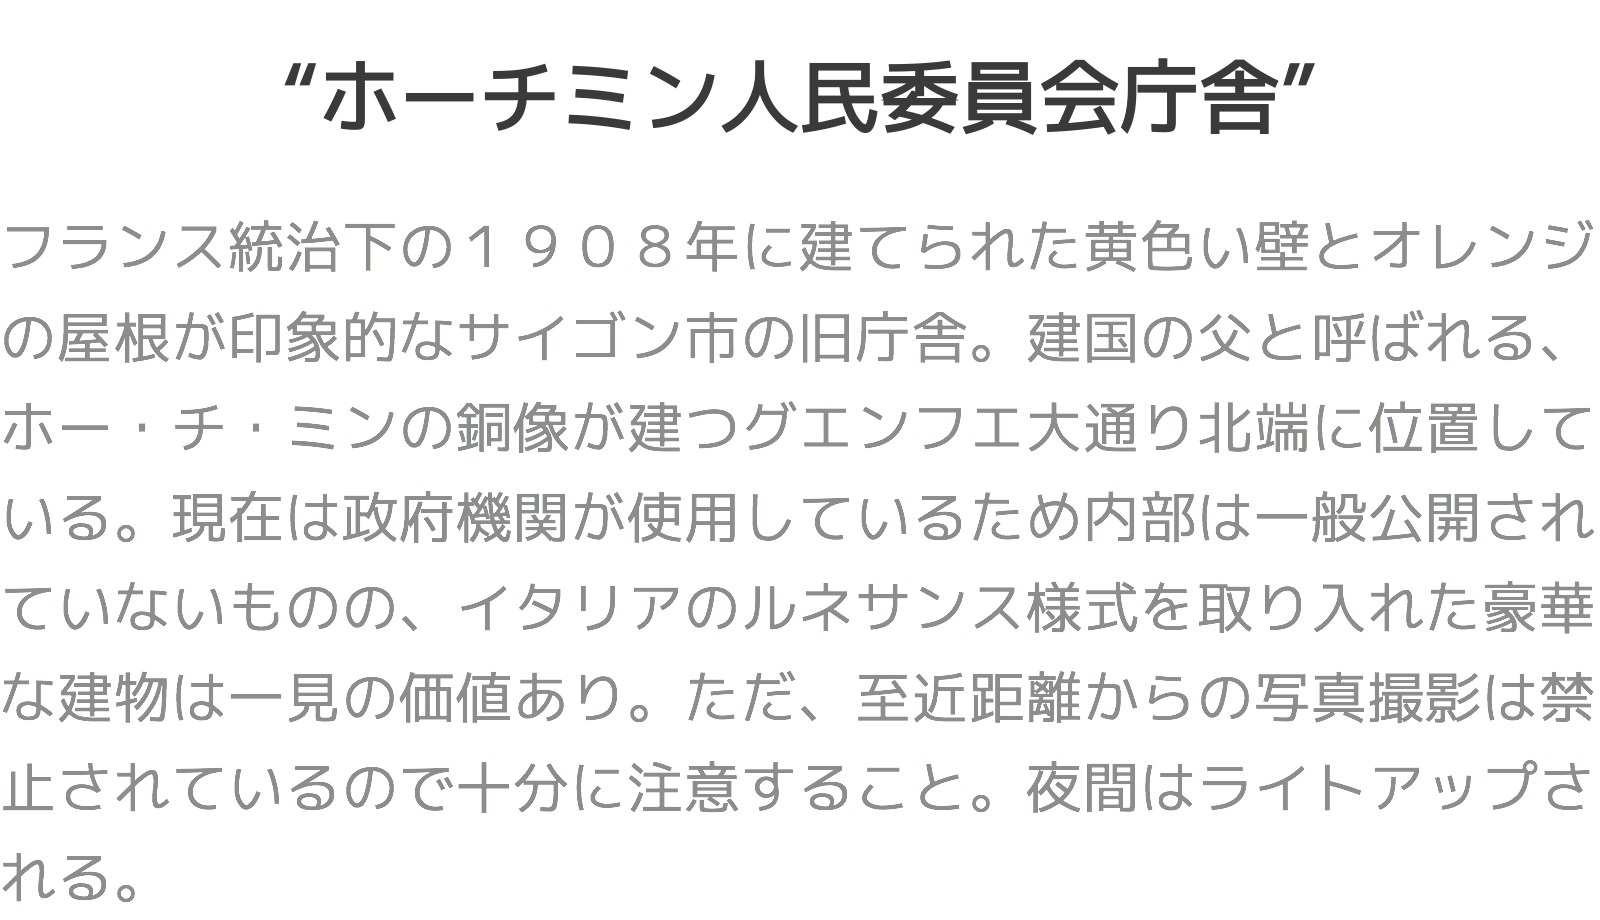 “ホーチミン人民委員会庁舎”
フランス統治下の１９０８年に建てられた黄色い壁とオレンジ
の屋根が印象的なサイゴン市の旧庁舎。建国の父と呼ばれる、
ホー・チ・ミンの銅像が建つグエンフエ大通り北端に位置して
いる。現在は政府機関が使用しているため内部は一般公開され
ていないものの、イタリアのルネサンス様式を取り入れた豪華
な建物は一見の価値あり。ただ、至近距離からの写真撮影は禁
止されているので十分に注意すること。夜間はライトアップさ
れる。